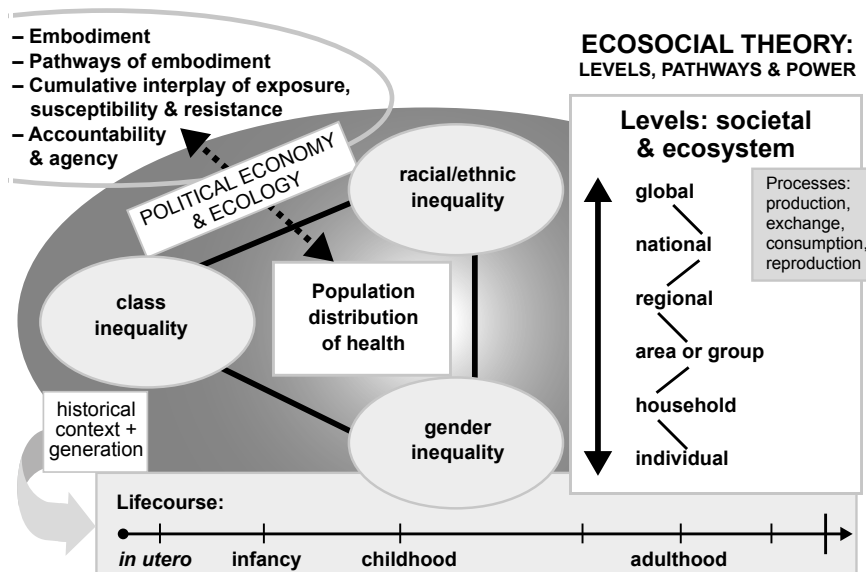 – Embodiment
– Pathways of embodiment
– Cumulative interplay of exposure,
susceptibility & resistance
– Accountability
& agency
POLITICAL ECONOMY
& ECOLOGY
racial/ethnic
inequality
class
inequality
Population
distribution
of health
gender
inequality
historical
context +
generation
ECOSOCIAL THEORY:
LEVELS, PATHWAYS & POWER
Levels: societal
& ecosystem
global
national
regional
area or group
household
individual
Processes:
production,
exchange,
consumption,
reproduction
Lifecourse:
in utero infancy childhood adulthood